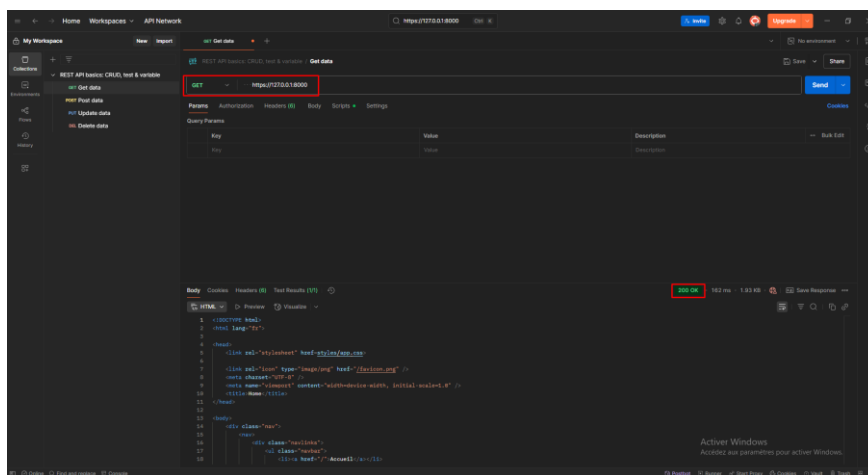 Home Workspaces API Network
https://127.0.0.1:8000 Ctrl K
Invite
Upgrade
My Workspace
New Import
GET Get data
No environment
Collections
Environments
Flows
History
REST API basics: CRUD, test & variable
GET Get data
POST Post data
PUT Update data
DEL Delete data
REST API basics: CRUD, test & variable / Get data
Save Share
GET https://127.0.0.1:8000
Send
Params Authorization Headers (6) Body Scripts Settings
Cookies
Query Params
Key Value Description Bulk Edit
Key Value Description
Body Cookies Headers (6) Test Results (1/1)
200 OK 162 ms 1.93 KB Save Response
HTML Preview Visualize
1 <!DOCTYPE html>
2 <html lang="fr">
3
4 <head>
5 <link rel="stylesheet" href=styles/app.css>
6
7 <link rel="icon" type="image/png" href="/favicon.png" />
8 <meta charset="UTF-8" />
9 <meta name="viewport" content="width=device-width, initial-scale=1.0" />
10 <title>Home</title>
11 </head>
12
13 <body>
14 <div class="nav">
15 <nav>
16 <div class="navlinks">
17 <ul class="navbar">
18 <li><a href="/">Accueil</a></li>
Activer Windows
Accédez aux paramètres pour activer Windows.
Online Find and replace Console
Postbot Runner Start Proxy Cookies Vault Trash